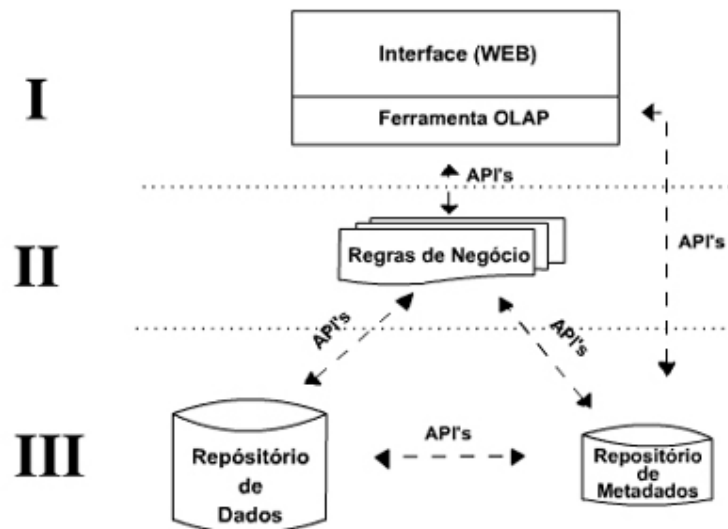 I
Interface (WEB)
Ferramenta OLAP
API's
API's
II
Regras de Negócio
API's
API's
III
Repósitório
de
Dados
API's
Repositório
de
Metadados